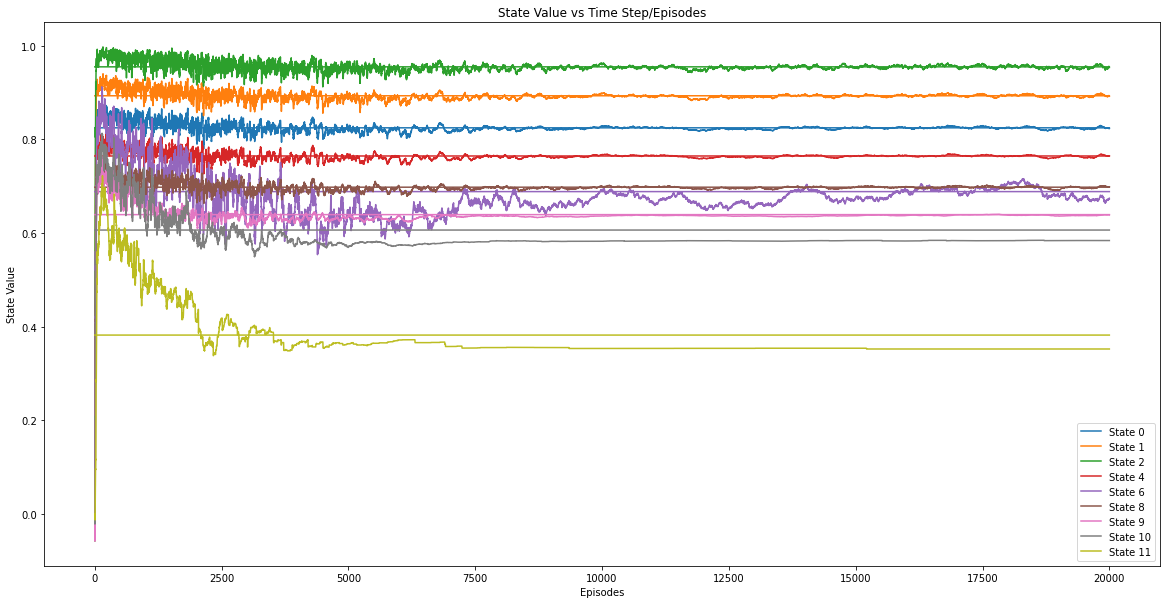 State Value vs Time Step/Episodes
State Value
1.0
0.8
0.6
0.4
0.2
0.0
0 2500 5000 7500 10000 12500 15000 17500 20000
Episodes
State 0
State 1
State 2
State 4
State 6
State 8
State 9
State 10
State 11